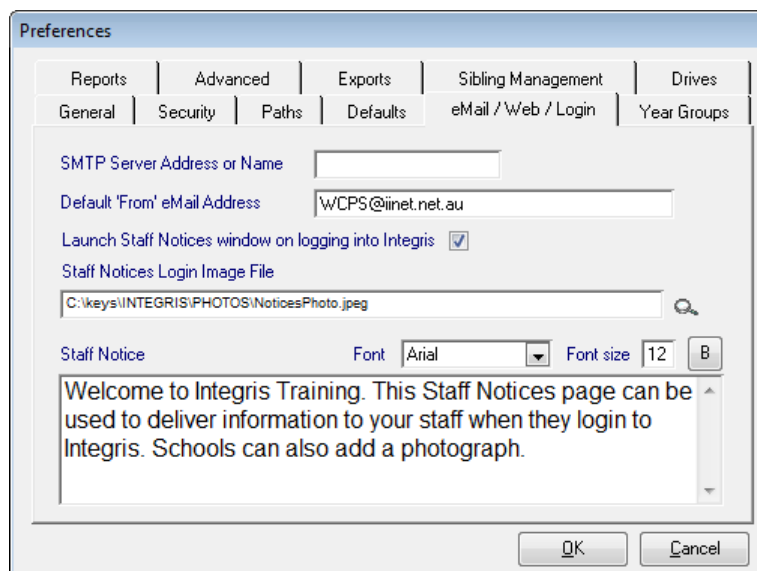 Preferences
Reports Advanced Exports Sibling Management Drives
General Security Paths Defaults eMail / Web / Login Year Groups
SMTP Server Address or Name
Default 'From' eMail Address WCPS@iinet.net.au
Launch Staff Notices window on logging into Integris
Staff Notices Login Image File
C:\keys\INTEGRIS\PHOTOS\NoticesPhoto.jpeg
Staff Notice Font Arial Font size 12 B
Welcome to Integris Training. This Staff Notices page can be
used to deliver information to your staff when they login to
Integris. Schools can also add a photograph.
OK Cancel